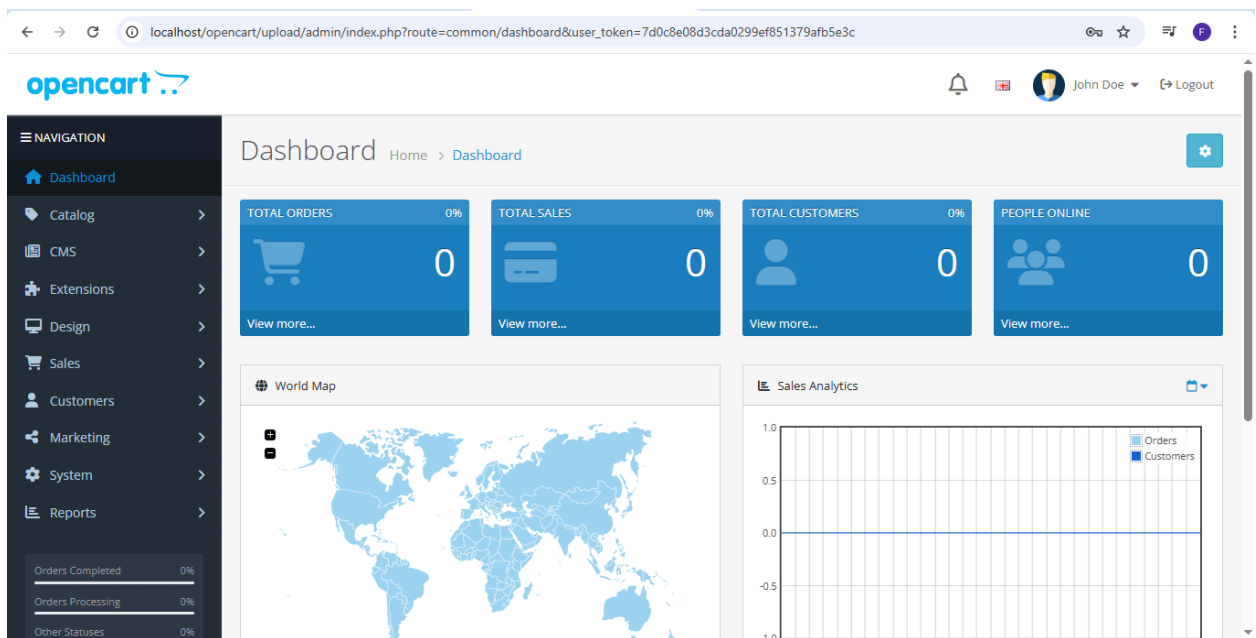 localhost/opencart/upload/admin/index.php?route=common/dashboard&user_token=7d0c8e08d3cda0299ef851379afb5e3c
F
opencart
John Doe
Logout
NAVIGATION
Dashboard
Catalog
CMS
Extensions
Design
Sales
Customers
Marketing
System
Reports
Orders Completed 0%
Orders Processing 0%
Other Statuses 0%
Dashboard Home > Dashboard
TOTAL ORDERS 0%
0
View more...
TOTAL SALES 0%
0
View more...
TOTAL CUSTOMERS 0%
0
View more...
PEOPLE ONLINE
0
View more...
World Map
Sales Analytics
1.0
0.5
0.0
-0.5
-1.0
Orders
Customers